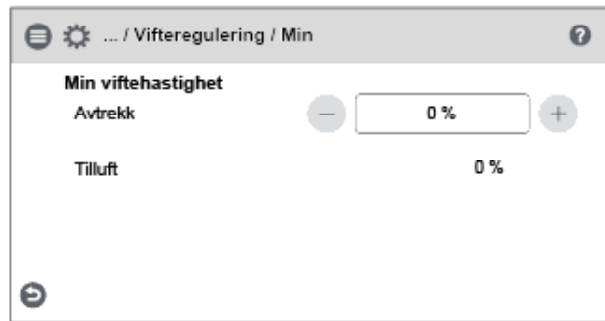 ... / Vifteregulering / Min
Min viftehastighet
Avtrekk − 0 % +
Tilluft 0 %